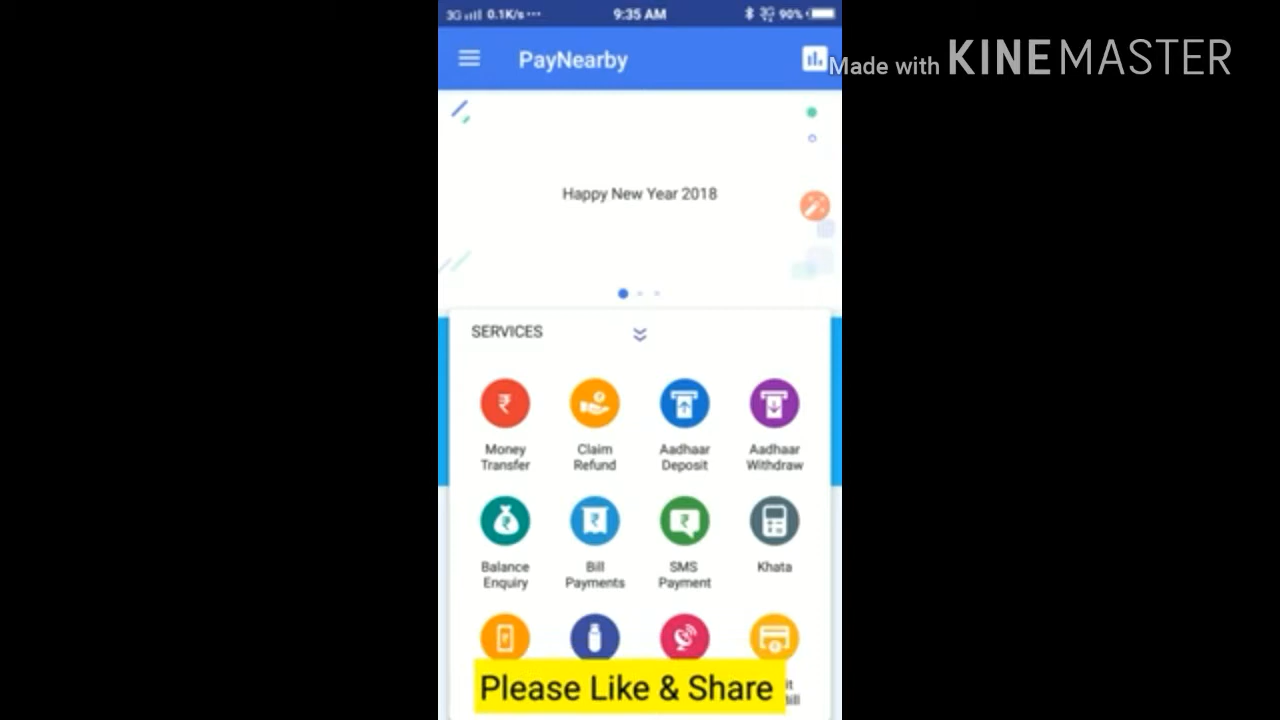 3G 0.1K/s ... 9:35 AM 3G 90%
PayNearby
Made with KINEMASTER
Happy New Year 2018
SERVICES
Money
Transfer
Claim
Refund
Aadhaar
Deposit
Aadhaar
Withdraw
Balance
Enquiry
Bill
Payments
SMS
Payment
Khata
Please Like & Share